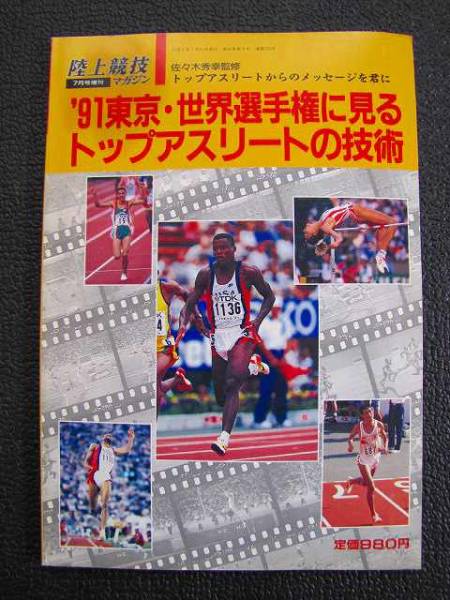 陸上競技
マガジン
7月号増刊
佐々木秀幸監修
トップアスリートからのメッセージを君に
'91東京・世界選手権に見る
トップアスリートの技術
TDK
1136
定価880円